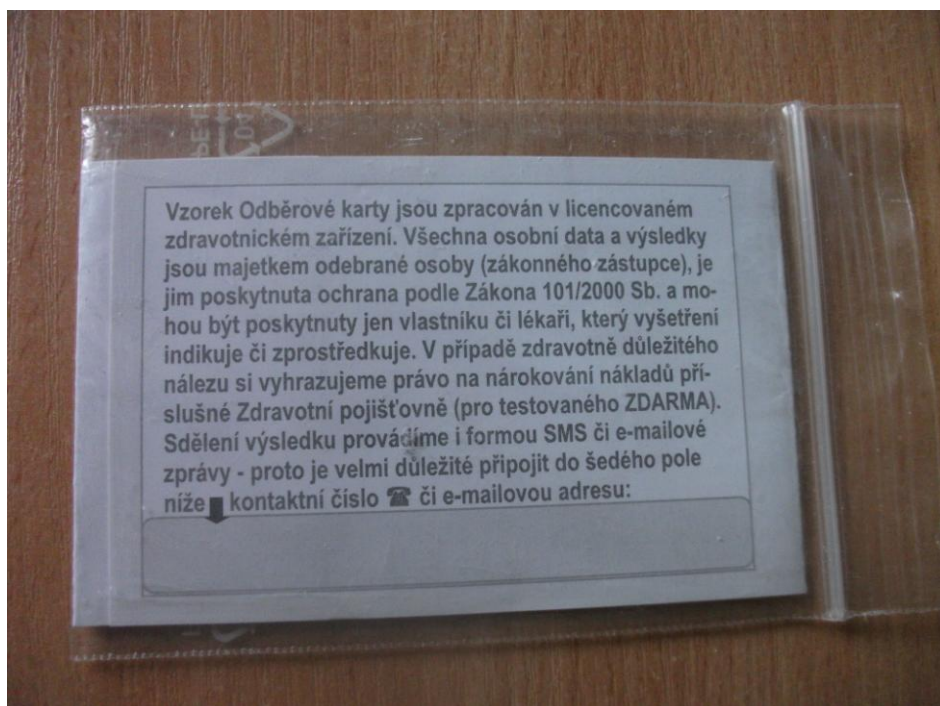 Vzorek Odběrové karty jsou zpracován v licencovaném
zdravotnickém zařízení. Všechna osobní data a výsledky
jsou majetkem odebrané osoby (zákonného zástupce), je
jim poskytnuta ochrana podle Zákona 101/2000 Sb. a mo-
hou být poskytnuty jen vlastníku či lékaři, který vyšetření
indikuje či zprostředkuje. V případě zdravotně důležitého
nálezu si vyhrazujeme právo na nárokování nákladů pří-
slušné Zdravotní pojišťovně (pro testovaného ZDARMA).
Sdělení výsledku provádíme i formou SMS či e-mailové
zprávy - proto je velmi důležité připojit do šedého pole
níže kontaktní číslo ☎ či e-mailovou adresu: